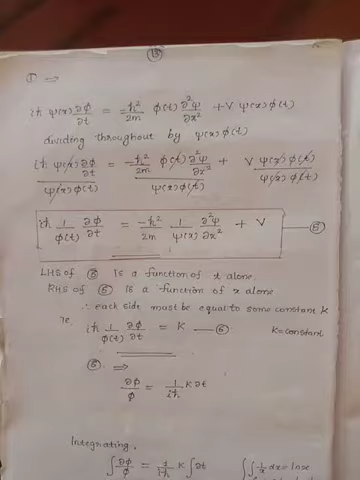 13
① ⇒
iħ ψ(x) ∂ϕ/∂t = -ħ²/2m ϕ(t) ∂²ψ/∂x² + V ψ(x) ϕ(t)
dividing throughout by ψ(x) ϕ(t)
iħ ψ(x) ∂ϕ/∂t / ψ(x) ϕ(t) = -ħ²/2m ϕ(t) ∂²ψ/∂x² / ψ(x) ϕ(t) + V ψ(x) ϕ(t) / ψ(x) ϕ(t)
iħ 1/ϕ(t) ∂ϕ/∂t = -ħ²/2m 1/ψ(x) ∂²ψ/∂x² + V —⑤
LHS of ⑤ is a function of t alone.
RHS of ⑤ is a function of x alone
∴ each side must be equal to some constant k
ie. iħ 1/ϕ(t) ∂ϕ/∂t = K —⑥ K = constant
⑥ ⇒
∂ϕ/ϕ = 1/iħ K ∂t
Integrating,
∫∂ϕ/ϕ = 1/iħ K ∫∂t ∫1/x dx = ln x